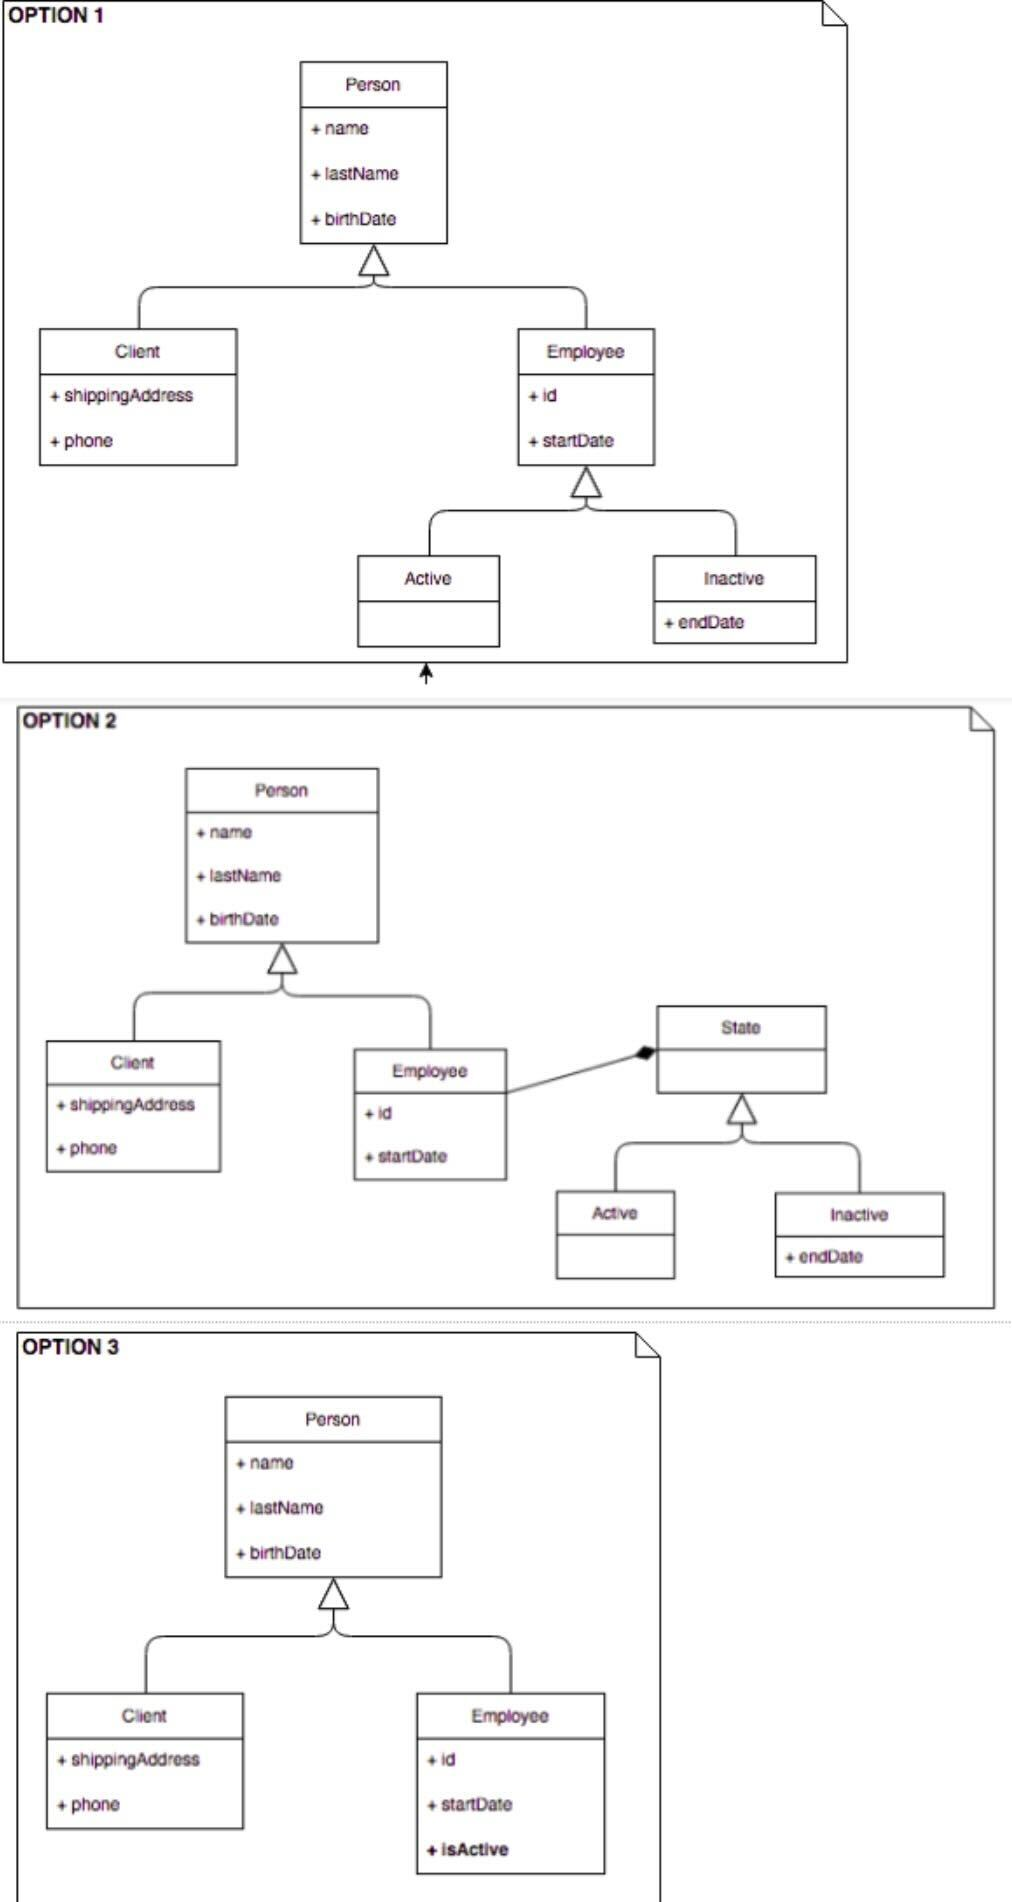 OPTION 1
Person
+ name
+ lastName
+ birthDate
Client
+ shippingAddress
+ phone
Employee
+ id
+ startDate
Active
Inactive
+ endDate
OPTION 2
Person
+ name
+ lastName
+ birthDate
Client
+ shippingAddress
+ phone
Employee
+ id
+ startDate
State
Active
Inactive
+ endDate
OPTION 3
Person
+ name
+ lastName
+ birthDate
Client
+ shippingAddress
+ phone
Employee
+ id
+ startDate
+ isActive